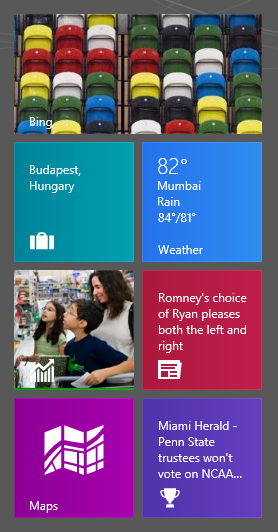 Bing
Budapest,
Hungary
82°
Mumbai
Rain
84°/81°
Weather
Romney's choice
of Ryan pleases
both the left and
right
Maps
Miami Herald -
Penn State
trustees won't
vote on NCAA...